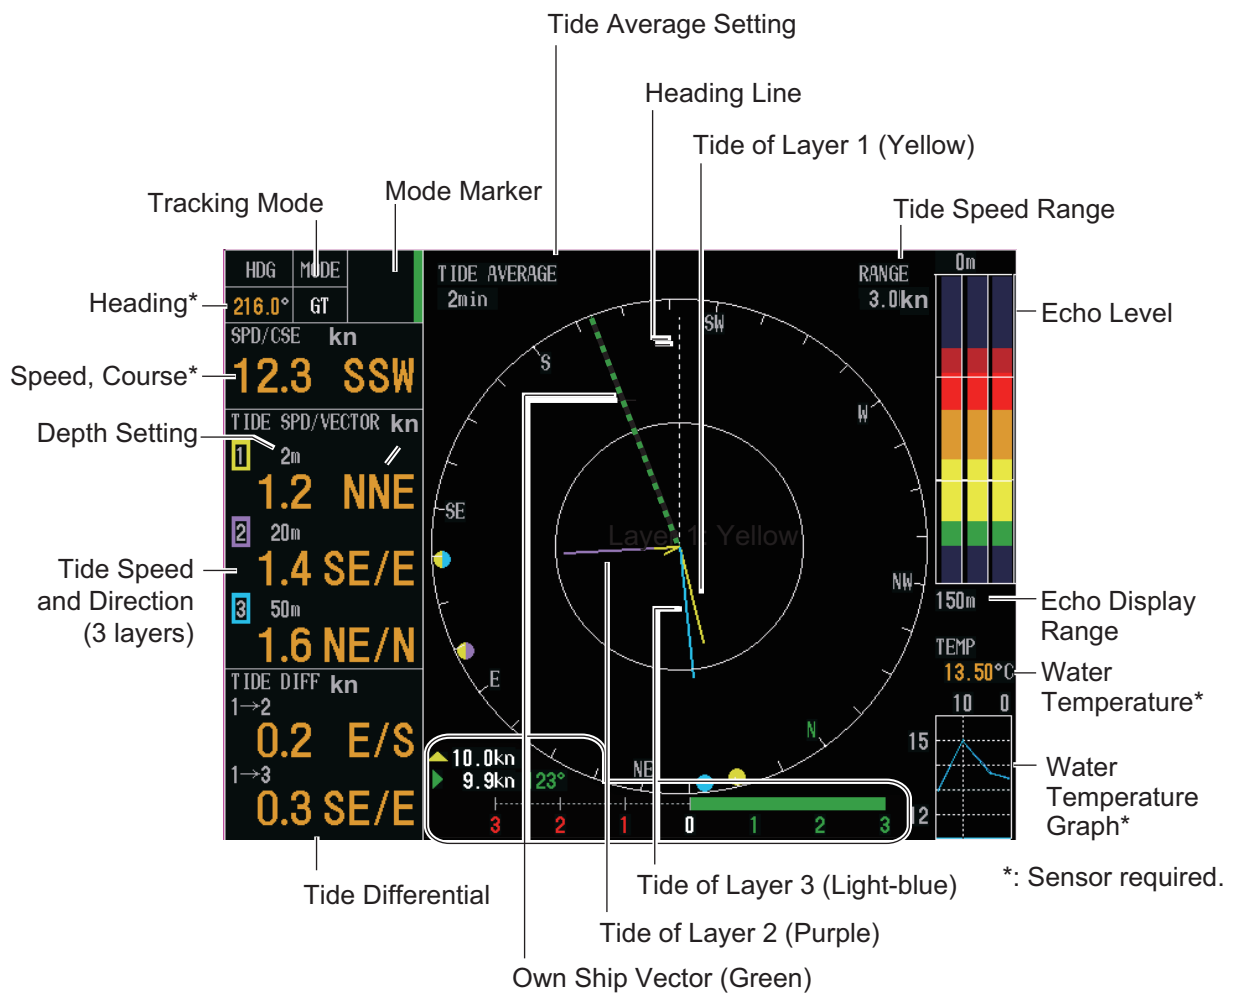 Tide Average Setting
Heading Line
Tide of Layer 1 (Yellow)
Mode Marker
Tracking Mode
Tide Speed Range
HDG MODE
TIDE AVERAGE
RANGE
0m
Heading*
216.0° GT
2min
3.0kn
Echo Level
SPD/CSE kn
SW
S
Speed, Course*
12.3 SSW
W
TIDE SPD/VECTOR kn
Depth Setting
1 2m
1.2 NNE
SE
2 20m
Layer 1: Yellow
Tide Speed
and Direction
(3 layers)
1.4 SE/E
NW
3 50m
150m
Echo Display
Range
1.6 NE/N
TEMP
13.50°C
Water
Temperature*
TIDE DIFF kn
E
10 0
1→2
0.2 E/S
N
15
10.0kn
NE
Water
Temperature
Graph*
1→3
9.9kn 123°
0.3 SE/E
3 2 1 0 1 2 3
12
*: Sensor required.
Tide Differential
Tide of Layer 3 (Light-blue)
Tide of Layer 2 (Purple)
Own Ship Vector (Green)